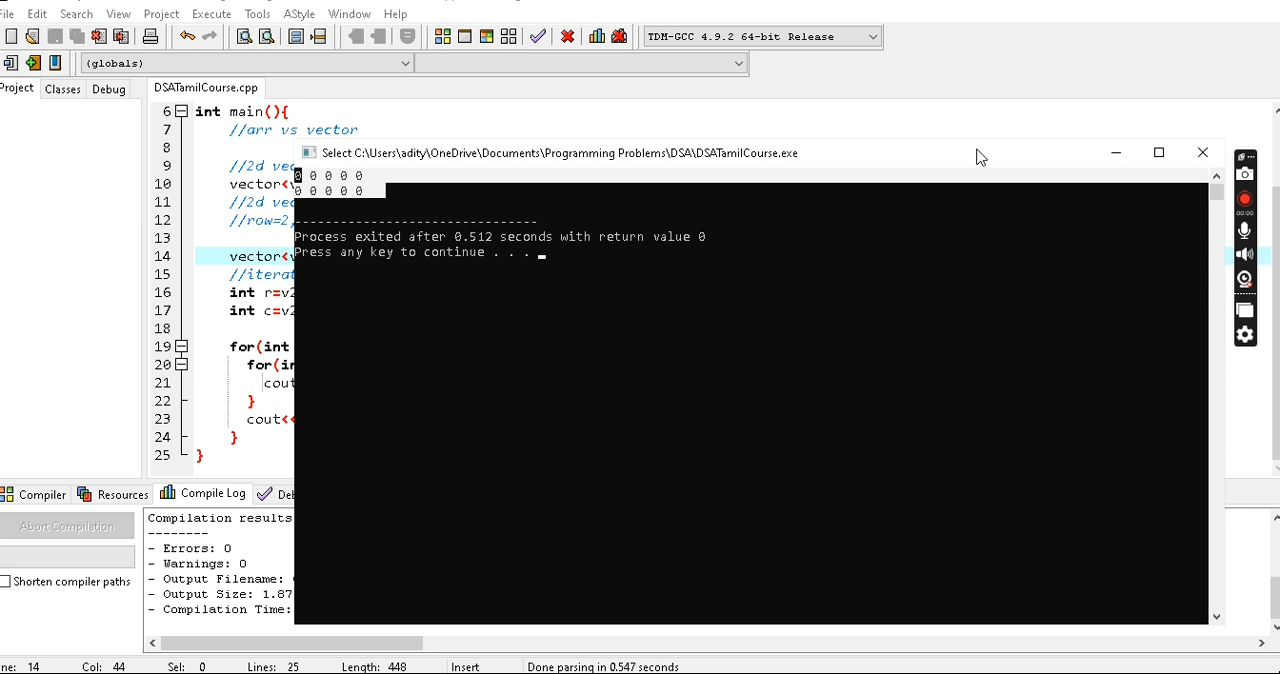 File Edit Search View Project Execute Tools AStyle Window Help
TDM-GCC 4.9.2 64-bit Release
(globals)
Project Classes Debug DSATamilCourse.cpp
6 int main(){
7 //arr vs vector
8
Select C:\Users\adity\OneDrive\Documents\Programming Problems\DSA\DSATamilCourse.exe
9 //2d vec
0 0 0 0 0
10 vector<v
0 0 0 0 0
11 //2d vec
12 //row=2,
--------------------------------
13
Process exited after 0.512 seconds with return value 0
14 vector<v
Press any key to continue . . .
15 //iterat
16 int r=v2
17 int c=v2
18
19 for(int
20 for(in
21 cout
22 }
23 cout<<
24 }
25 }
Compiler Resources Compile Log Deb
Abort Compilation
Compilation results
--------
- Errors: 0
- Warnings: 0
Shorten compiler paths
- Output Filename:
- Output Size: 1.87
- Compilation Time:
00:00
ne: 14 Col: 44 Sel: 0 Lines: 25 Length: 448 Insert Done parsing in 0.547 seconds